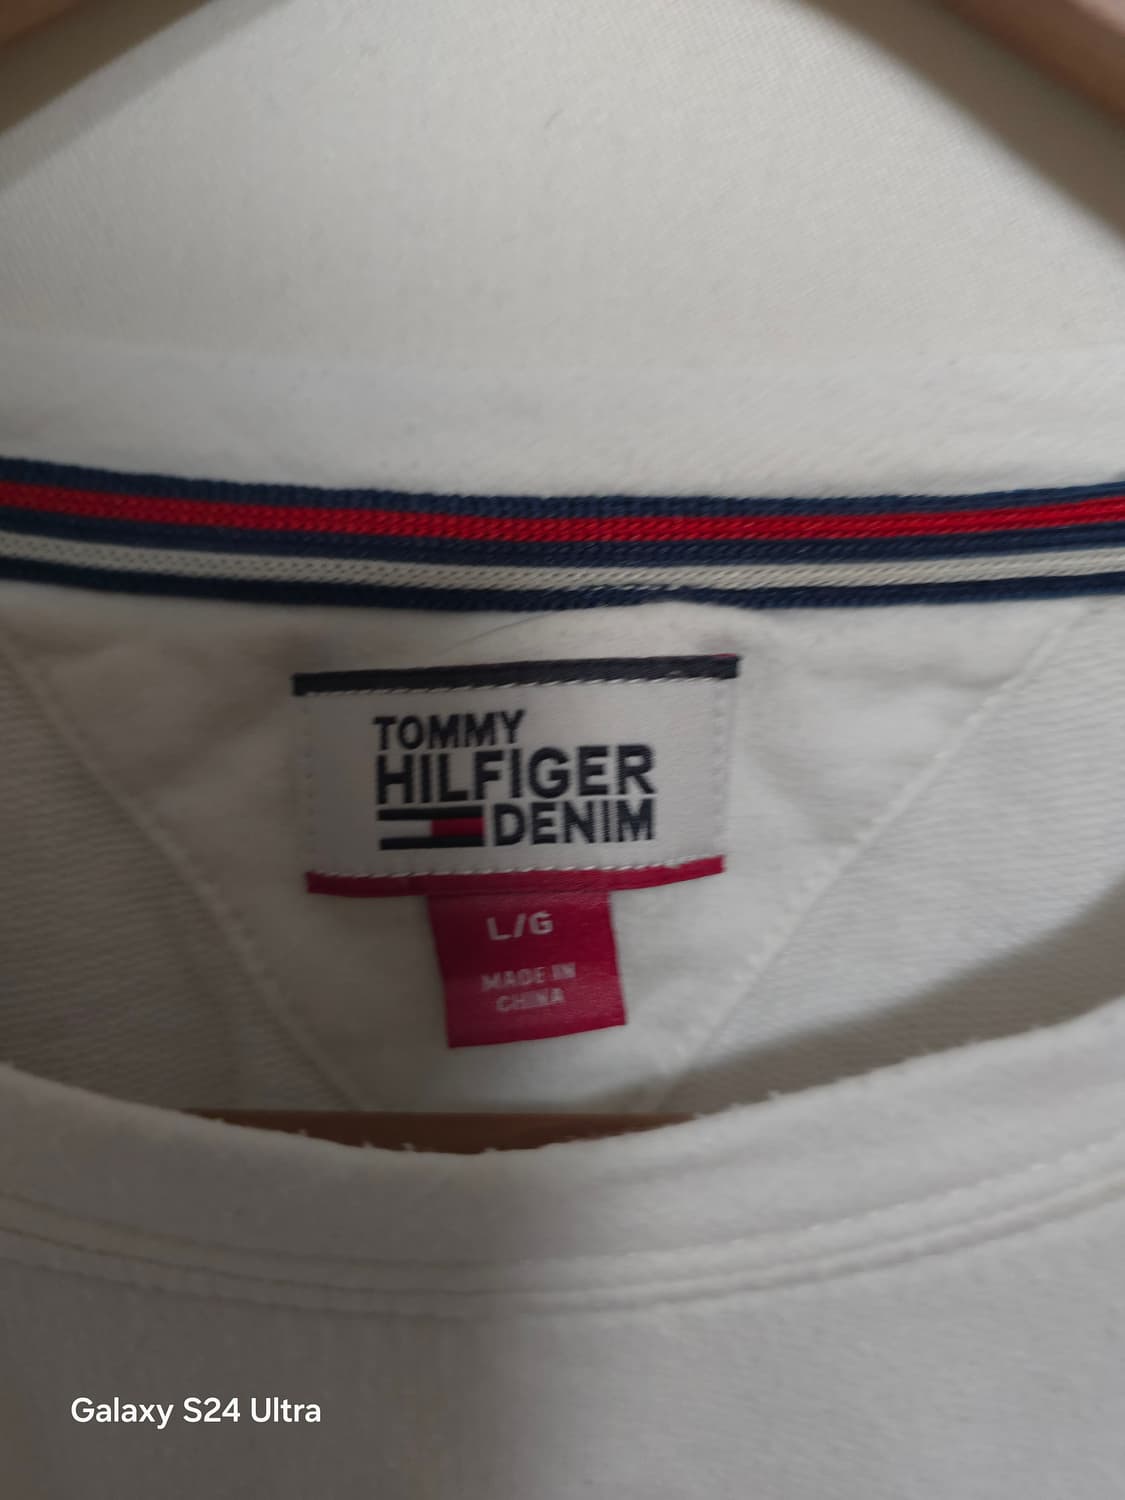 TOMMY
HILFIGER
DENIM
L/G
MADE IN
CHINA
Galaxy S24 Ultra